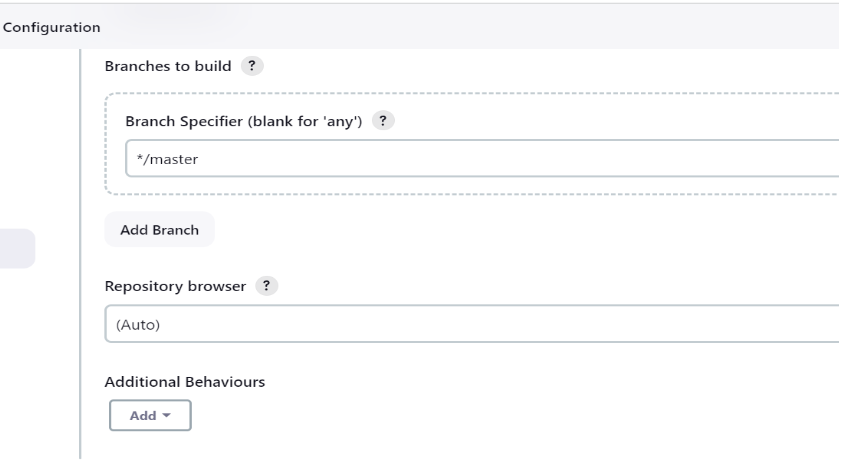 Configuration
Branches to build ?
Branch Specifier (blank for 'any') ?
*/master
Add Branch
Repository browser ?
(Auto)
Additional Behaviours
Add